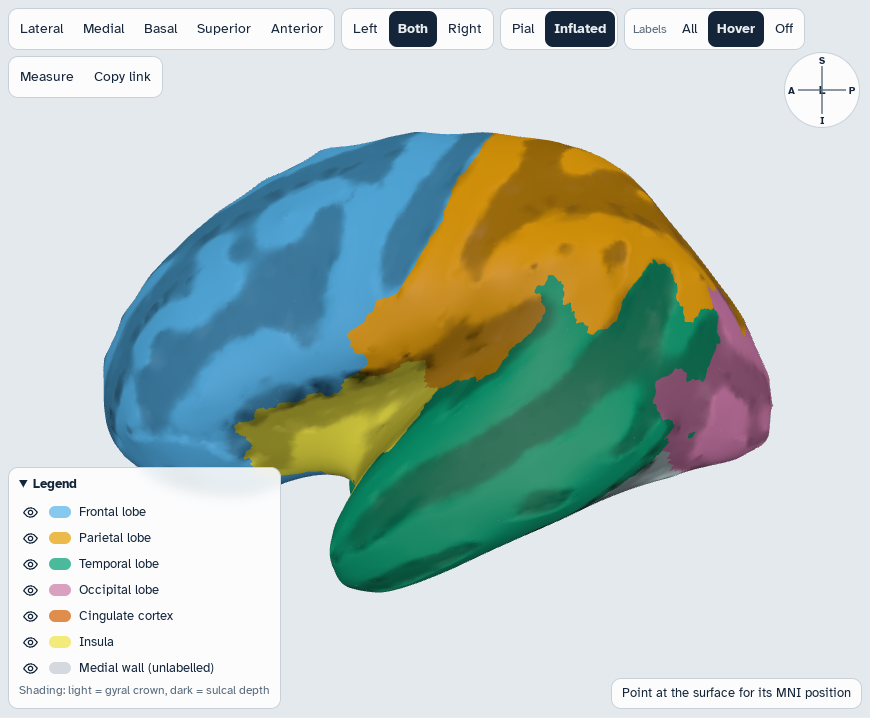 Lateral Medial Basal Superior Anterior Left Both Right Pial Inflated Labels All Hover Off
Measure Copy link
S
A L P
I
▼ Legend
Frontal lobe
Parietal lobe
Temporal lobe
Occipital lobe
Cingulate cortex
Insula
Medial wall (unlabelled)
Shading: light = gyral crown, dark = sulcal depth
Point at the surface for its MNI position